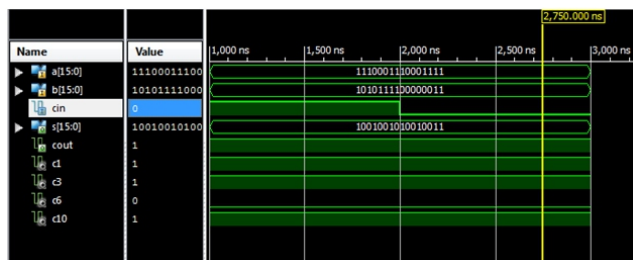 2,750.000 ns
Name Value 1,000 ns 1,500 ns 2,000 ns 2,500 ns 3,000 ns
a[15:0] 11100011100 1110001110001111
b[15:0] 10101111000 1010111100000011
cin 0
s[15:0] 10010010100 1001001010010011
cout 1
c1 1
c3 1
c6 0
c10 1